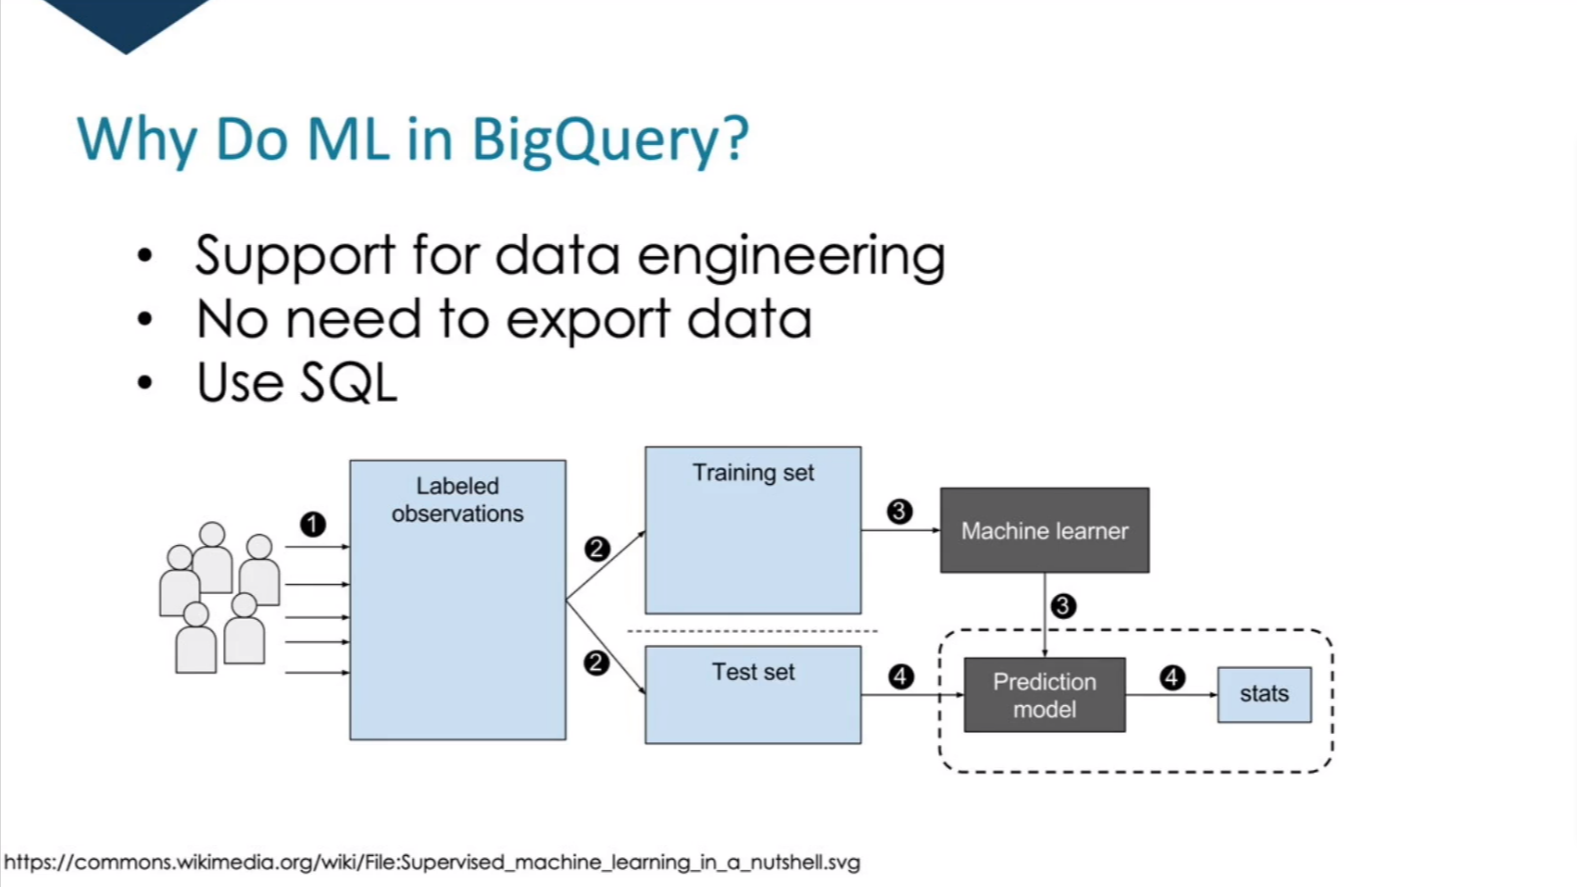 Why Do ML in BigQuery?
• Support for data engineering
• No need to export data
• Use SQL
Labeled
observations
Training set
Machine learner
Test set
Prediction
model
stats
1
2
2
3
3
4
4
https://commons.wikimedia.org/wiki/File:Supervised_machine_learning_in_a_nutshell.svg